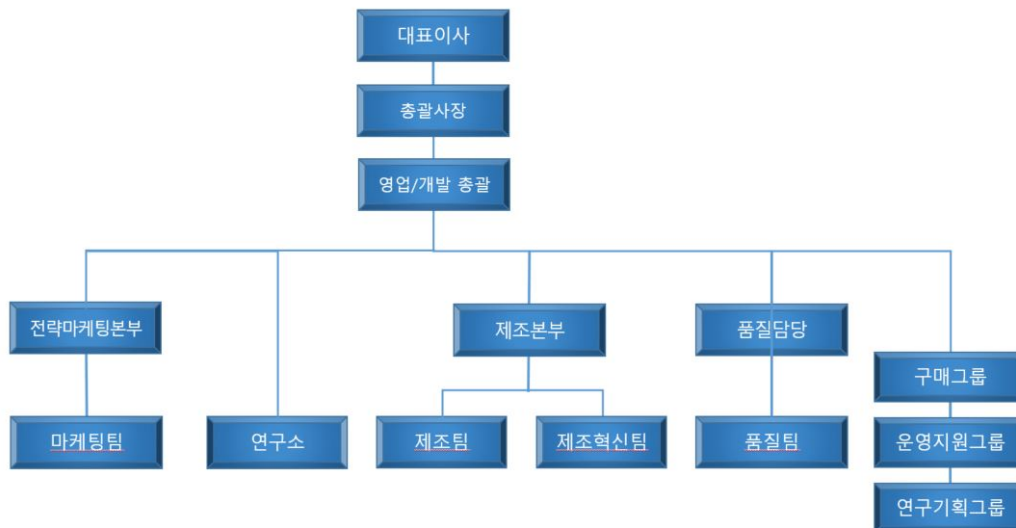 대표이사
총괄사장
영업/개발 총괄
전략마케팅본부
제조본부
품질담당
구매그룹
마케팅팀
연구소
제조팀
제조혁신팀
품질팀
운영지원그룹
연구기획그룹